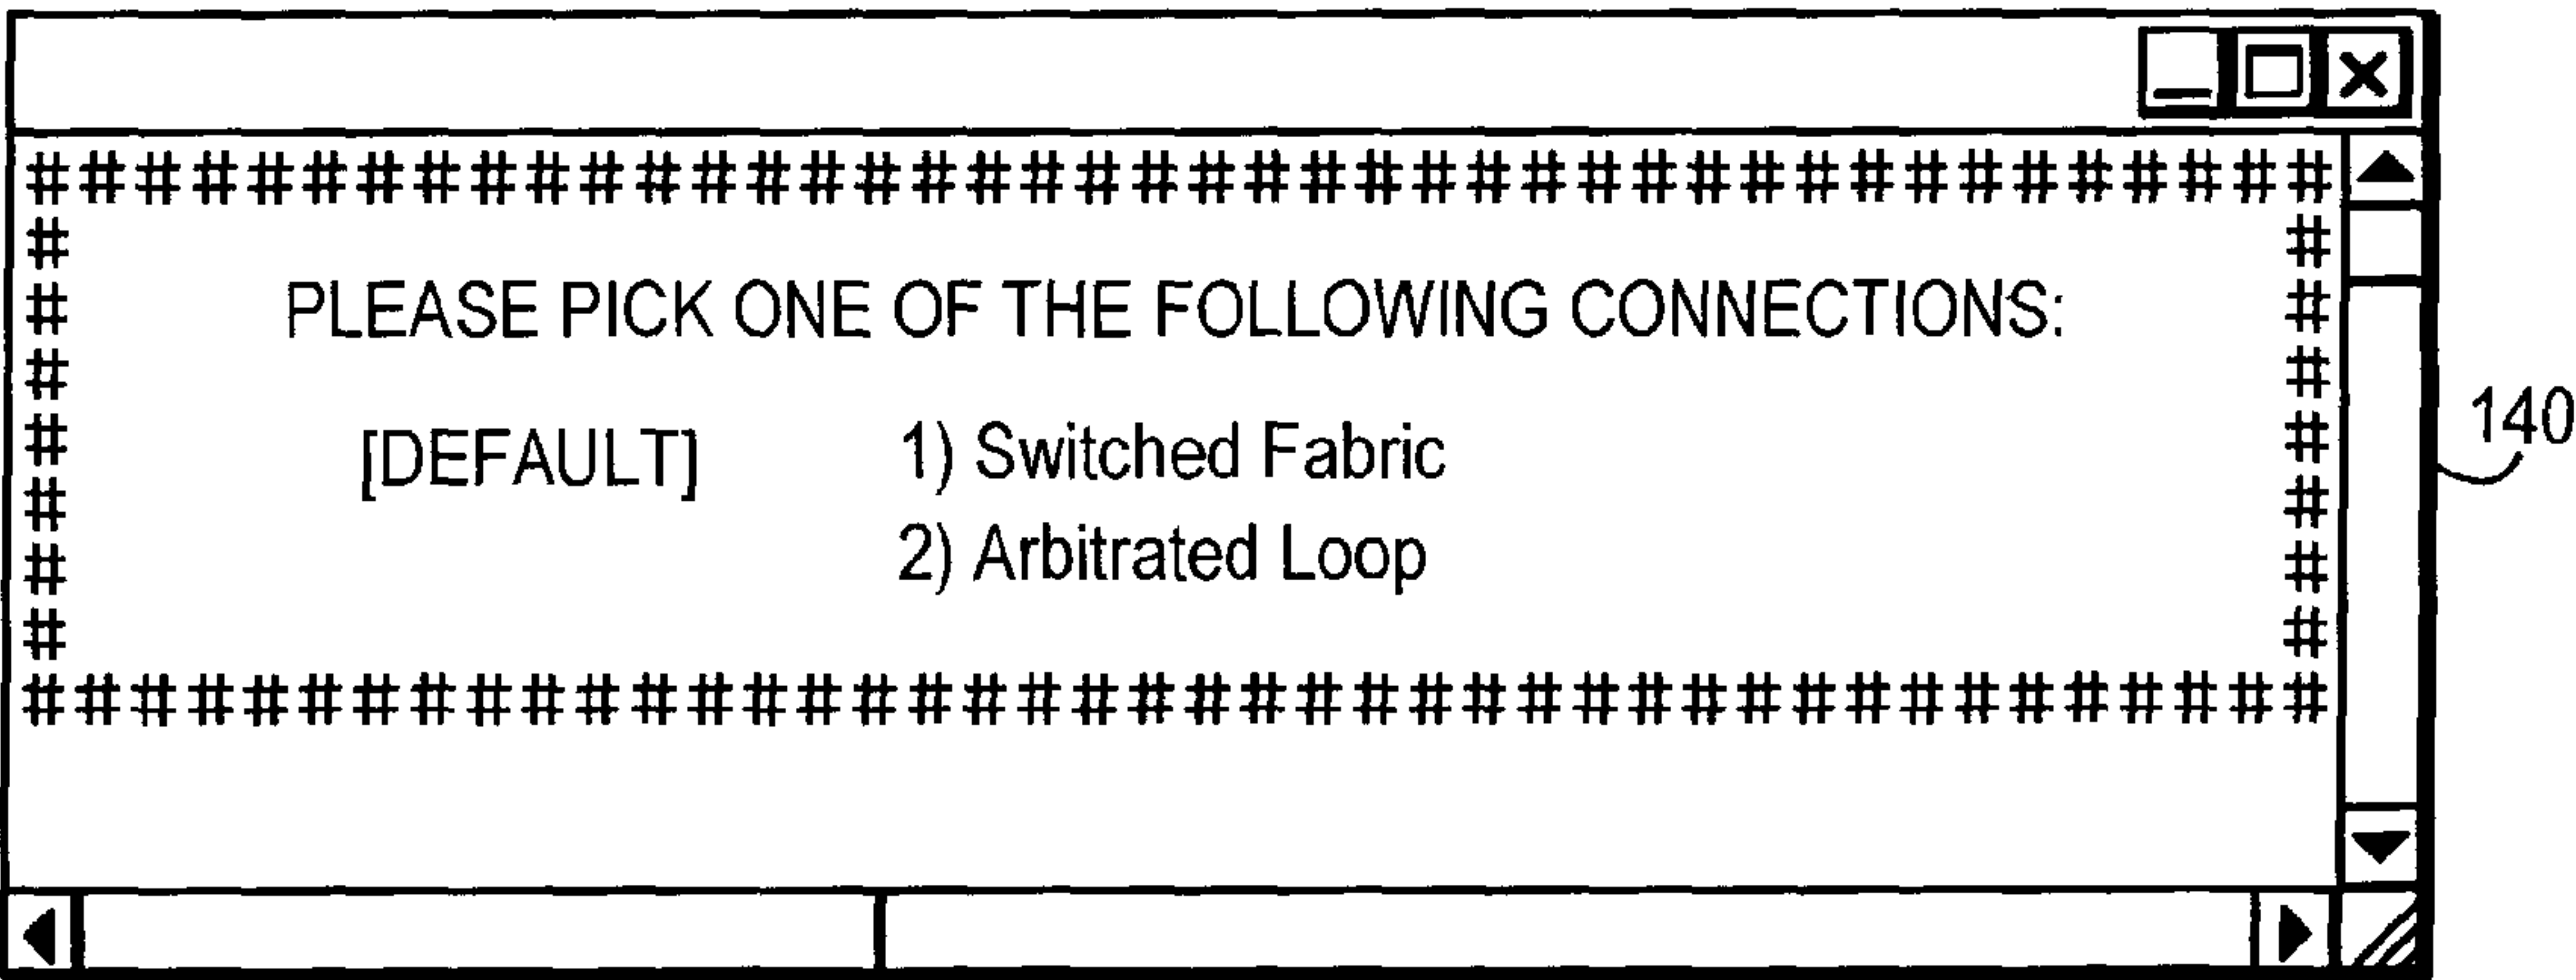 # # # # # # # # # # # # # # # # # # # # # # # # # # # # # # # # # # # # # # # # # #
# #
# PLEASE PICK ONE OF THE FOLLOWING CONNECTIONS: #
# #
# [DEFAULT] 1) Switched Fabric # 140
# #
# 2) Arbitrated Loop #
# #
# # # # # # # # # # # # # # # # # # # # # # # # # # # # # # # # # # # # # # # # # #